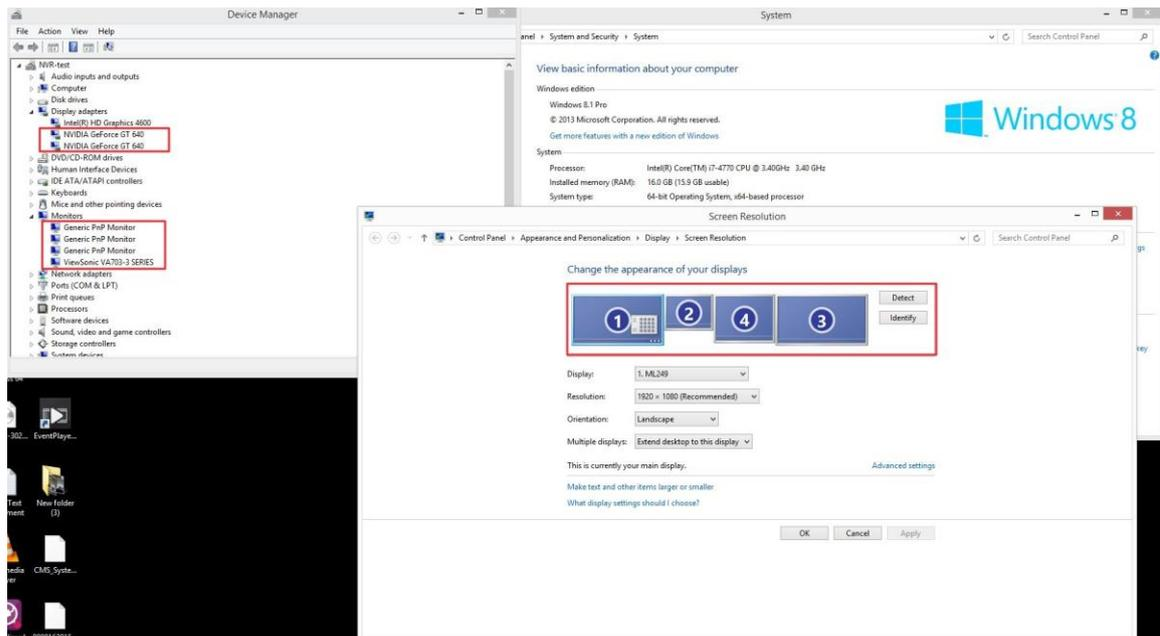 Device Manager
File Action View Help
NVR-test
Audio inputs and outputs
Computer
Disk drives
Display adapters
Intel(R) HD Graphics 4600
NVIDIA GeForce GT 640
NVIDIA GeForce GT 640
DVD/CD-ROM drives
Human Interface Devices
IDE ATA/ATAPI controllers
Keyboards
Mice and other pointing devices
Monitors
Generic PnP Monitor
Generic PnP Monitor
Generic PnP Monitor
ViewSonic VA703-3 SERIES
Network adapters
Ports (COM & LPT)
Print queues
Processors
Software devices
Sound, video and game controllers
Storage controllers
System devices
System
anel System and Security System
Search Control Panel
View basic information about your computer
Windows edition
Windows 8.1 Pro
© 2013 Microsoft Corporation. All rights reserved.
Get more features with a new edition of Windows
Windows 8
System
Processor: Intel(R) Core(TM) i7-4770 CPU @ 3.40GHz 3.40 GHz
Installed memory (RAM): 16.0 GB (15.9 GB usable)
System type: 64-bit Operating System, x64-based processor
gs
key
Screen Resolution
Control Panel Appearance and Personalization Display Screen Resolution
Search Control Panel
Change the appearance of your displays
1 2 4 3
Detect
Identify
Display: 1. ML249
Resolution: 1920 × 1080 (Recommended)
Orientation: Landscape
Multiple displays: Extend desktop to this display
This is currently your main display.
Advanced settings
Make text and other items larger or smaller
What display settings should I choose?
OK Cancel Apply
-302... EventPlaye...
Text New folder
ment (3)
nedia CMS_Syste...
yer